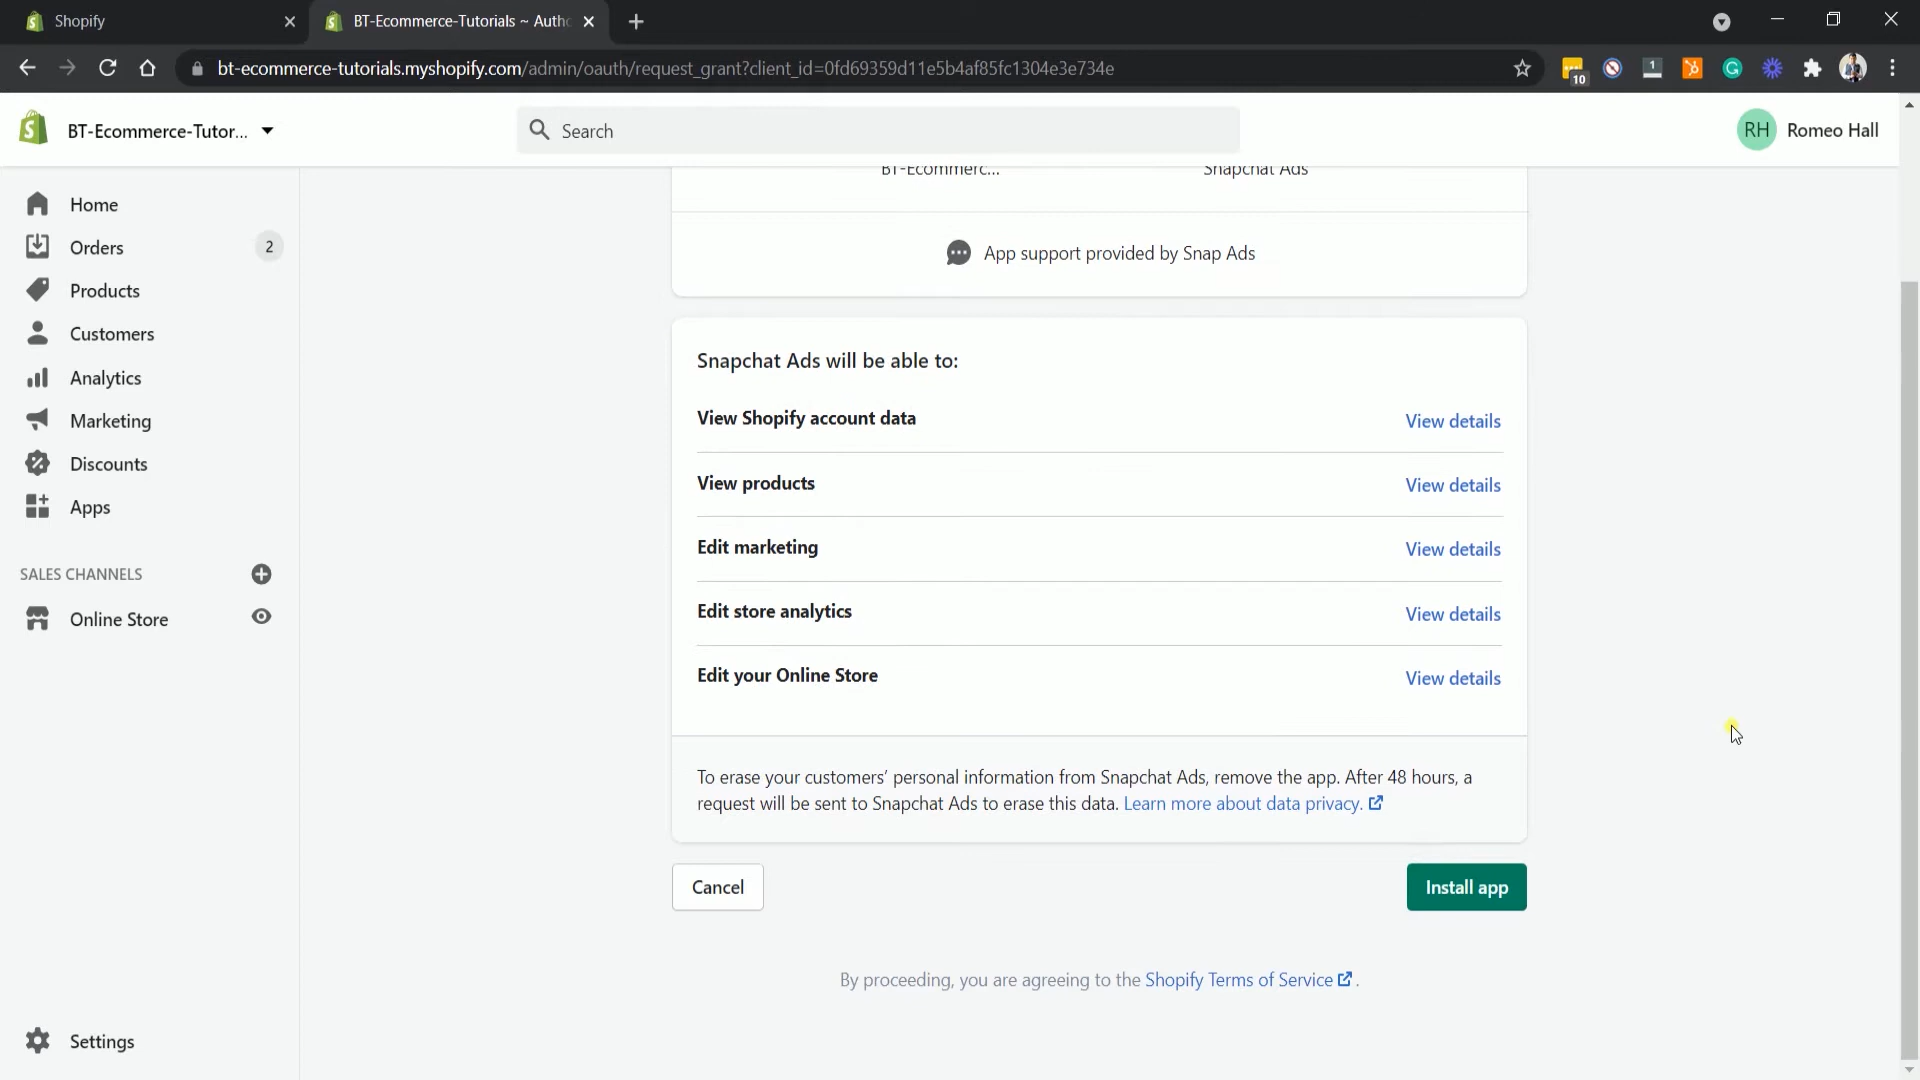 Shopify
BT-Ecommerce-Tutorials ~ Autho
bt-ecommerce-tutorials.myshopify.com/admin/oauth/request_grant?client_id=0fd69359d11e5b4af85fc1304e3e734e
10
1
BT-Ecommerce-Tutor...
Search
RH
Romeo Hall
BT-Ecommerc...
Snapchat Ads
Home
Orders
2
Products
Customers
Analytics
Marketing
Discounts
Apps
SALES CHANNELS
Online Store
Settings
App support provided by Snap Ads
Snapchat Ads will be able to:
View Shopify account data
View details
View products
View details
Edit marketing
View details
Edit store analytics
View details
Edit your Online Store
View details
To erase your customers’ personal information from Snapchat Ads, remove the app. After 48 hours, a
request will be sent to Snapchat Ads to erase this data. Learn more about data privacy.
Cancel
Install app
By proceeding, you are agreeing to the Shopify Terms of Service.